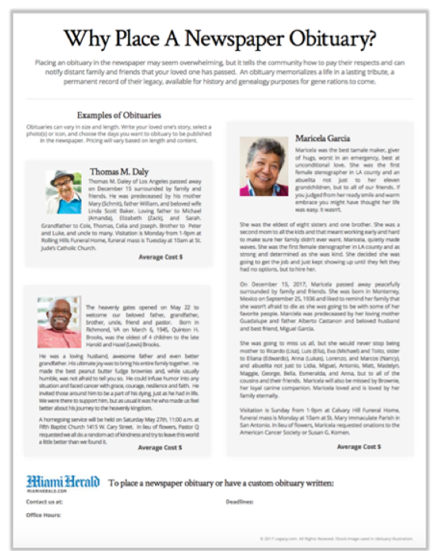 Why Place A Newspaper Obituary?
Placing an obituary in the newspaper may seem overwhelming, but it tells the community how to pay their respects and can
notify distant family and friends that your loved one has passed. An obituary memorializes a life in a lasting tribute, a
permanent record of their legacy, available for history and genealogy purposes for gene rations to come.
Examples of Obituaries
Obituaries can vary in size and length. Write your loved one's story, select a
photo(s) or icon, and choose the days you want to obituary to be published
in the newspaper. Pricing will vary based on length and content.
Thomas M. Daly
Thomas M. Daley of Los Angeles passed away
on December 15 surrounded by family and
friends. He was predeceased by his mother
Mary (Schmit), father William, and beloved wife
Linda Scott Baker. Loving father to Michael
(Amanda), Elizabeth (Zack), and Sarah.
Grandfather to Cole, Thomas, Celia and Joseph. Brother to Peter
and Luke, and uncle to many. Visitation is Monday from 1-9pm at
Rolling Hills Funeral Home, funeral mass is Tuesday at 10am at St.
Jude's Catholic Church.
Average Cost $
The heavenly gates opened on May 22 to
welcome our beloved father, grandfather,
brother, uncle, friend and pastor. Born in
Richmond, VA on March 6, 1945, Quinton H.
Brooks, was the oldest of 4 children to the late
Harold and Hazel (Lewis) Brooks.
He was a loving husband, awesome father and even better
grandfather. His ultimate joy was to bring his entire family together. He
made the best peanut butter fudge brownies and, while usually
humble, was not afraid to tell you so. He could infuse humor into any
situation and faced cancer with grace, courage, resilience and faith. He
invited those around him to be a part of his dying, just as he had in life.
We were there to support him, but as usual it was he who made us feel
better about his journey to the heavenly kingdom.
A homegoing service will be held on Saturday May 27th, 11:00 a.m. at
Fifth Baptist Church 1415 W. Cary Street. In lieu of flowers, Pastor Q
requested we all do a random act of kindness and try to leave this world
a little better than we found it.
Average Cost $
Maricela Garcia
Maricela was the best tamale maker, giver
of hugs, worst in an emergency, best at
unconditional love. She was the first
female stenographer in LA county and an
abuelita not just to her eleven
grandchildren, but to all of our friends. If
you judged from her ready smile and warm
embrace you might have thought her life
was easy. It wasn't.
She was the eldest of eight sisters and one brother. She was a
second mom to all the kids and that meant working early and hard
to make sure her family didn't ever want. Maricela, quietly made
waves. She was the first female stenographer in LA county and as
strong and determined as she was kind. She decided she was
going to get the job and just kept showing up until they felt they
had no options, but to hire her.
On December 15, 2017, Maricela passed away peacefully
surrounded by family and friends. She was born in Monterey,
Mexico on September 25, 1936 and liked to remind her family that
she wasn't afraid to die as she was going to be with some of her
favorite people. Maricela was predeceased by her loving mother
Guadalupe and father Alberto Castanon and beloved husband
and best friend, Miguel Garcia.
She was going to miss us all, but she would never stop being
mother to Ricardo (Lisa), Luis (Eva), Eva (Michael) and Toño, sister
to Eliana (Eduardo), Anna (Lukas), Lorenzo, and Marcos (Nancy),
and abuelita not just to Lidia, Miguel, Antonio, Matt, Madelyn,
Maggie, George, Bella, Esmerelda, and Anna, but to all of the
cousins and their friends. Maricela will also be missed by Brownie,
her loyal canine companion. Maricela loved and is loved by her
family eternally.
Visitation is Sunday from 1-9pm at Calvary Hill Funeral Home,
funeral mass is Monday at 10am at St. Mary Immaculate Parish in
San Antonio. In lieu of flowers, Maricela requested onations to the
American Cancer Society or Susan G. Komen.
Average Cost $
Miami Herald
MIAMIHERALD.COM
To place a newspaper obituary or have a custom obituary written:
Contact us at:
Deadlines:
Office Hours:
© 2017 Legacy.com. All Rights Reserved. Stock image used in obituary illustration.